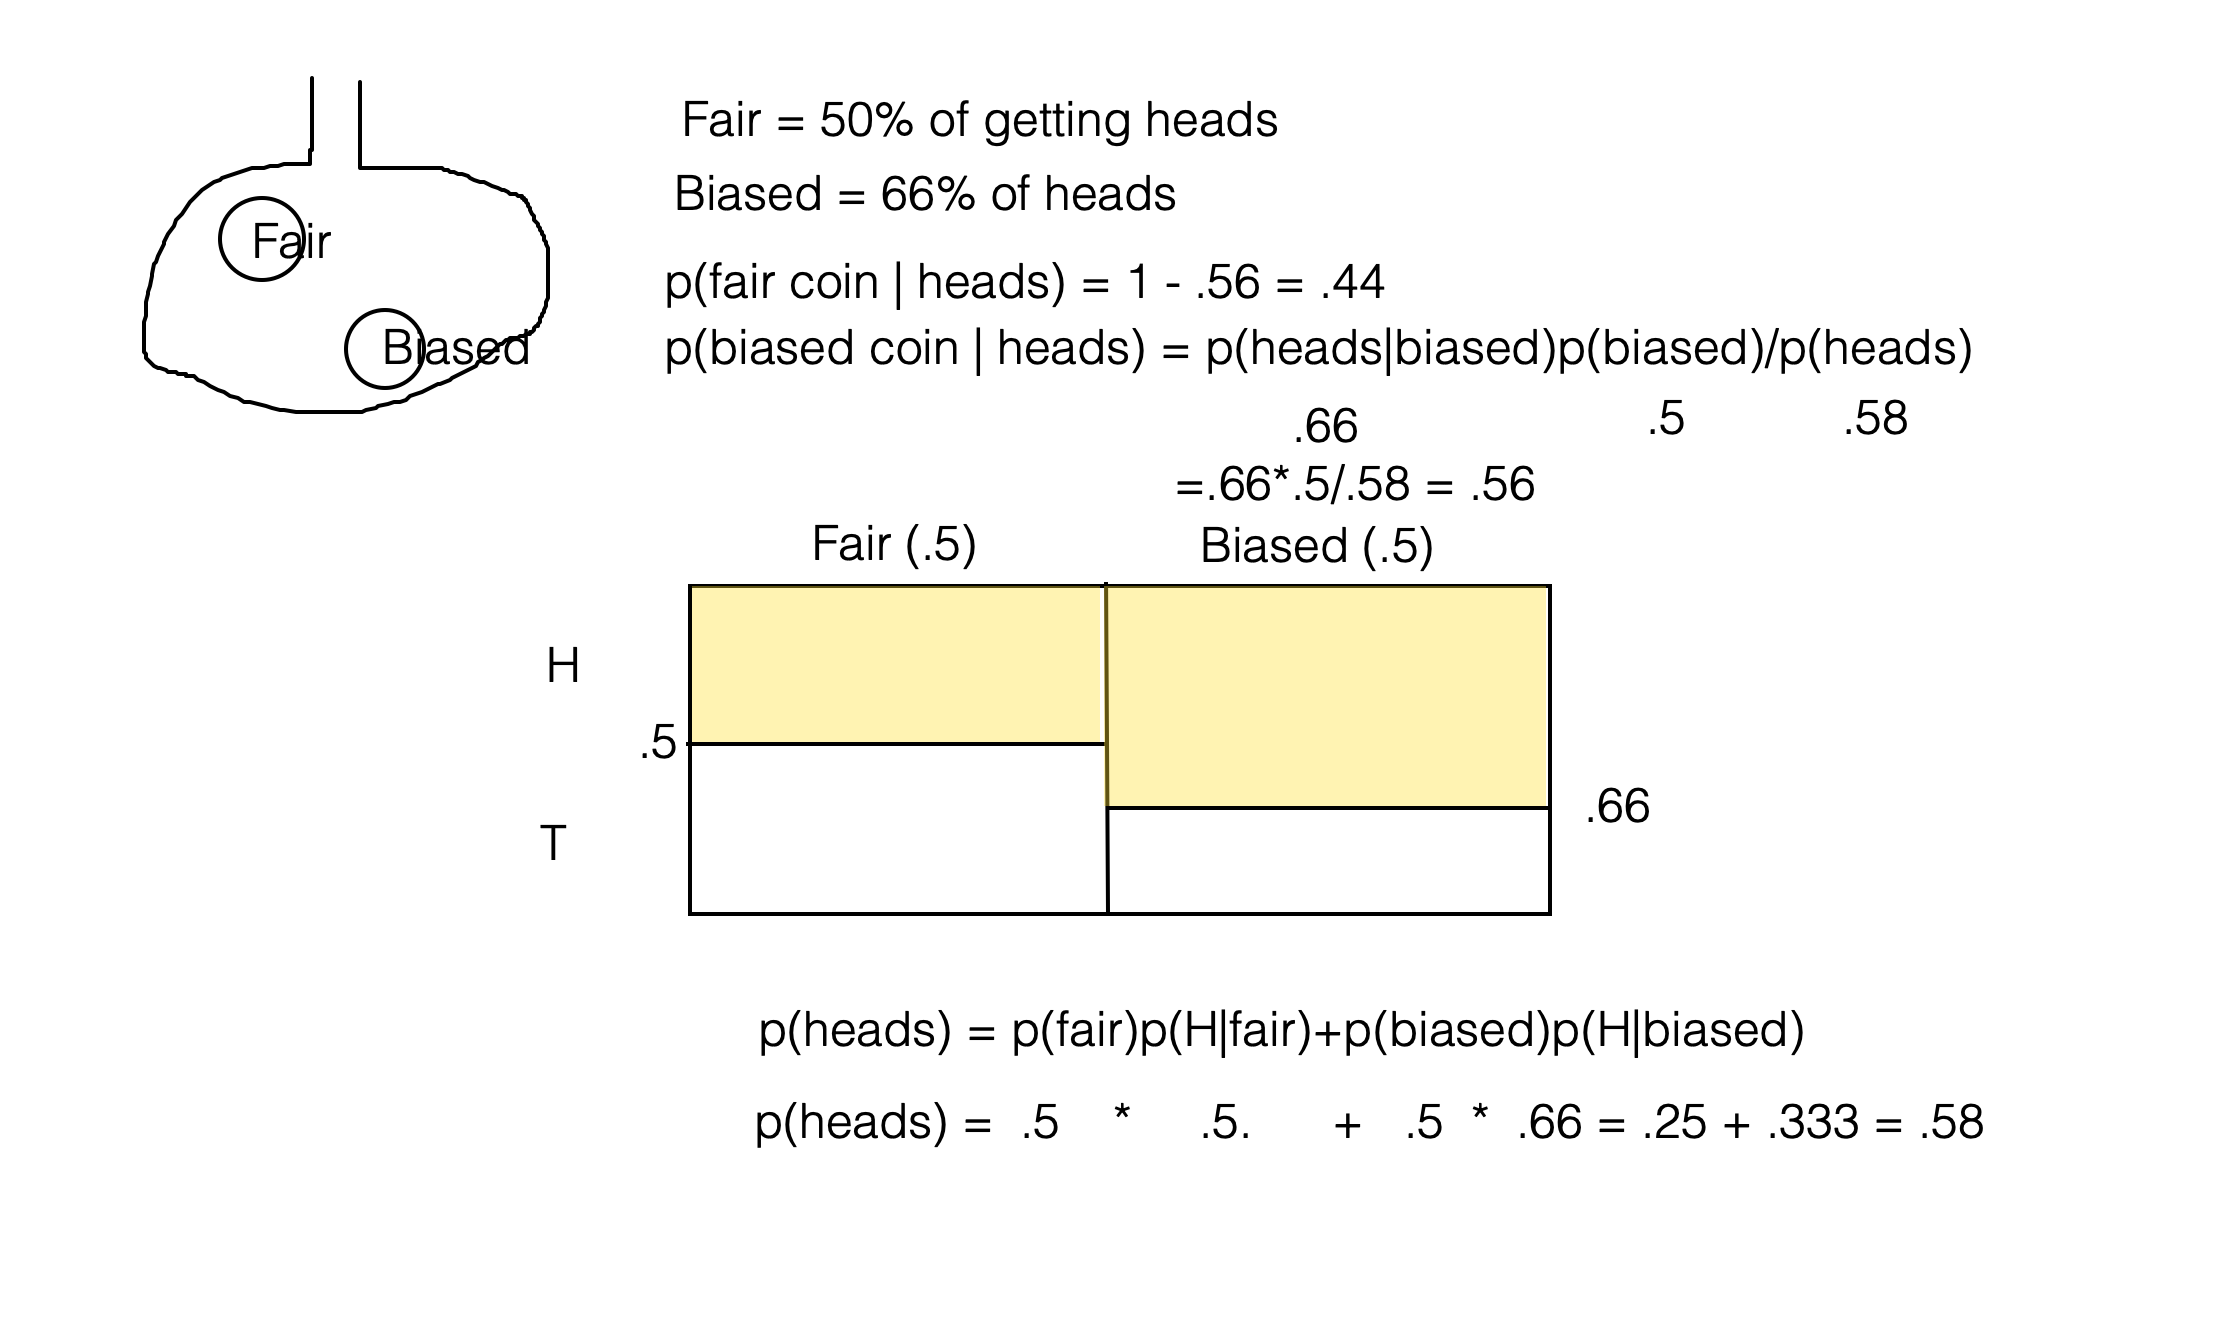 Fair = 50% of getting heads
Biased = 66% of heads
Fair
p(fair coin | heads) = 1 - .56 = .44
Biased
p(biased coin | heads) = p(heads|biased)p(biased)/p(heads)
.66 .5 .58
=.66*.5/.58 = .56
Fair (.5) Biased (.5)
H
.5
.66
T
p(heads) = p(fair)p(H|fair)+p(biased)p(H|biased)
p(heads) = .5 * .5. + .5 * .66 = .25 + .333 = .58